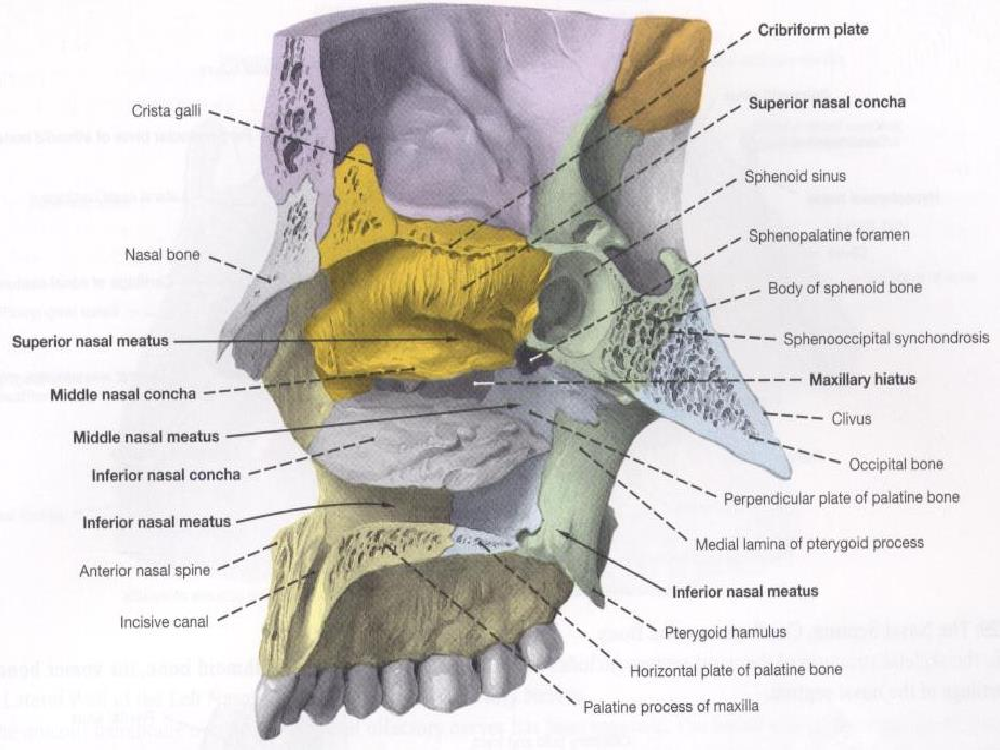 Cribriform plate
Superior nasal concha
Crista galli
Sphenoid sinus
Sphenopalatine foramen
Nasal bone
Body of sphenoid bone
Superior nasal meatus
Sphenooccipital synchondrosis
Maxillary hiatus
Middle nasal concha
Clivus
Middle nasal meatus
Occipital bone
Inferior nasal concha
Perpendicular plate of palatine bone
Inferior nasal meatus
Medial lamina of pterygoid process
Anterior nasal spine
Inferior nasal meatus
Incisive canal
Pterygoid hamulus
Horizontal plate of palatine bone
Palatine process of maxilla